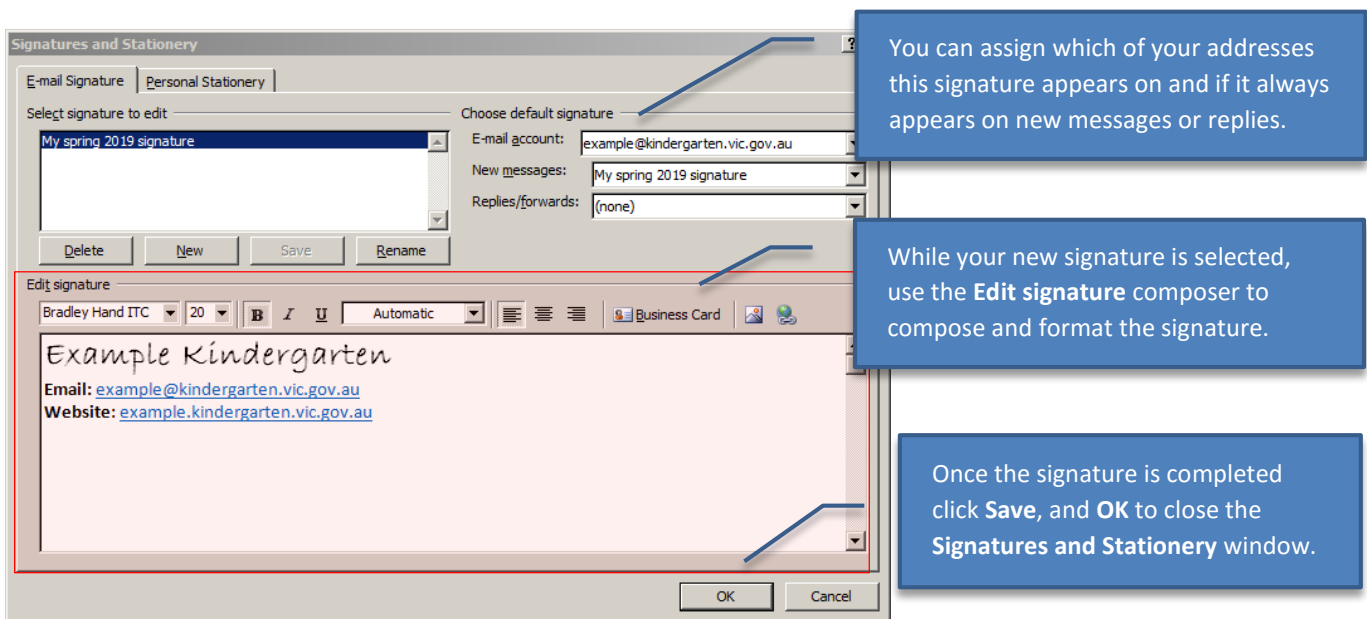 Signatures and Stationery
?
E-mail Signature
Personal Stationery
Select signature to edit
My spring 2019 signature
Delete
New
Save
Rename
Choose default signature
E-mail account: example@kindergarten.vic.gov.au
New messages: My spring 2019 signature
Replies/forwards: (none)
Edit signature
Bradley Hand ITC 20 B I U Automatic Business Card
Example Kindergarten
Email: example@kindergarten.vic.gov.au
Website: example.kindergarten.vic.gov.au
OK
Cancel
You can assign which of your addresses
this signature appears on and if it always
appears on new messages or replies.
While your new signature is selected,
use the Edit signature composer to
compose and format the signature.
Once the signature is completed
click Save, and OK to close the
Signatures and Stationery window.